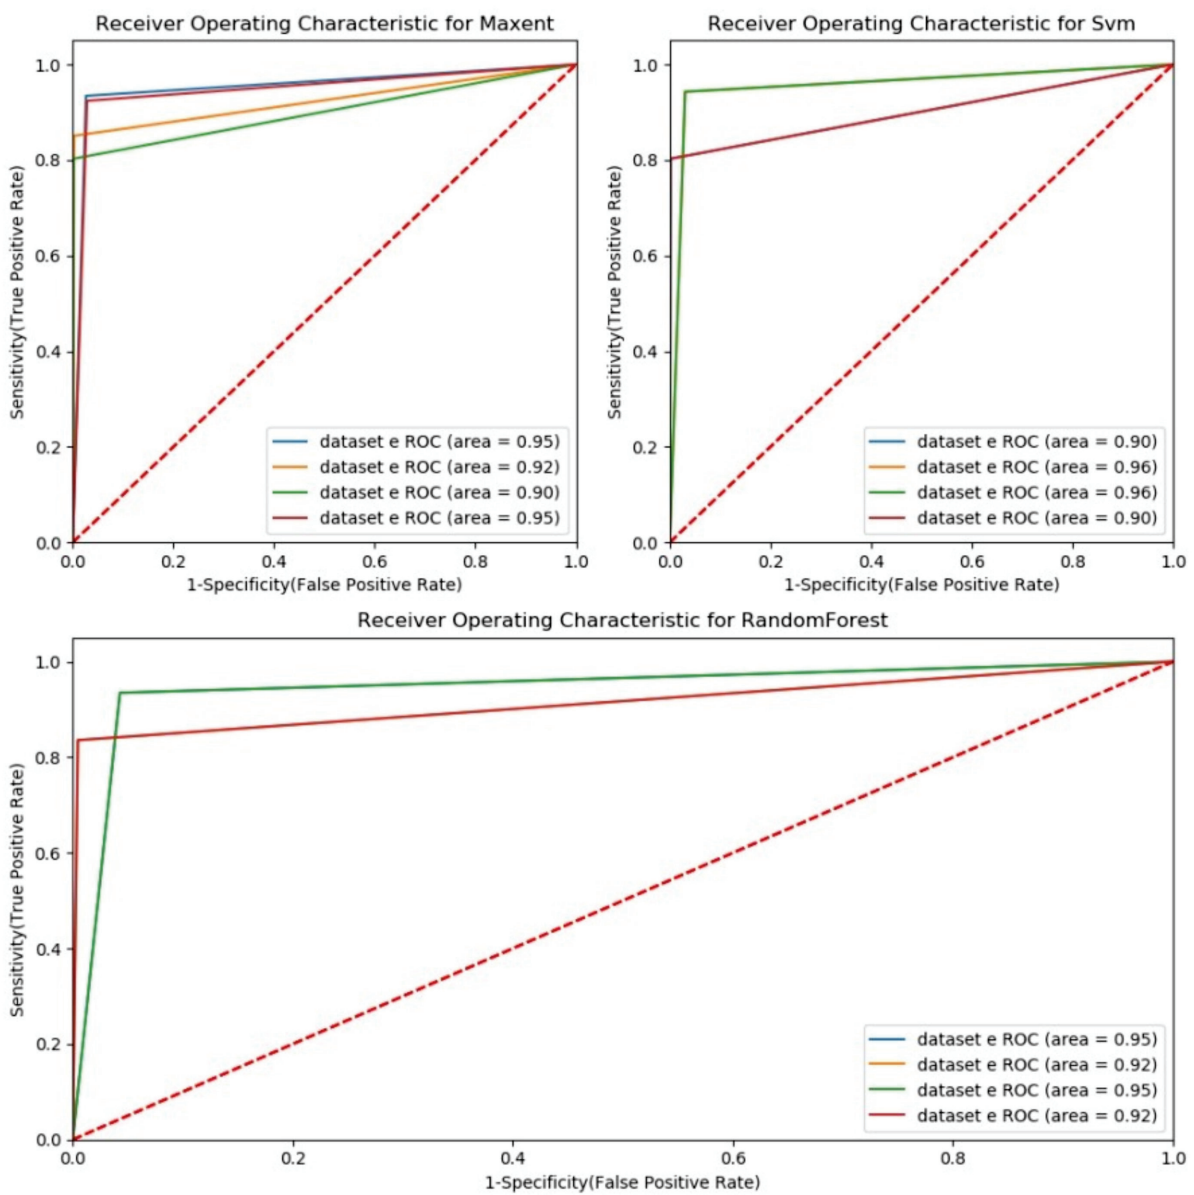 Receiver Operating Characteristic for Maxent
1.0
0.8
0.6
0.4
0.2
0.0
Sensitivity(True Positive Rate)
dataset e ROC (area = 0.95)
dataset e ROC (area = 0.92)
dataset e ROC (area = 0.90)
dataset e ROC (area = 0.95)
0.0 0.2 0.4 0.6 0.8 1.0
1-Specificity(False Positive Rate)
Receiver Operating Characteristic for Svm
1.0
0.8
0.6
0.4
0.2
0.0
Sensitivity(True Positive Rate)
dataset e ROC (area = 0.90)
dataset e ROC (area = 0.96)
dataset e ROC (area = 0.96)
dataset e ROC (area = 0.90)
0.0 0.2 0.4 0.6 0.8 1.0
1-Specificity(False Positive Rate)
Receiver Operating Characteristic for RandomForest
1.0
0.8
0.6
0.4
0.2
0.0
Sensitivity(True Positive Rate)
dataset e ROC (area = 0.95)
dataset e ROC (area = 0.92)
dataset e ROC (area = 0.95)
dataset e ROC (area = 0.92)
0.0 0.2 0.4 0.6 0.8 1.0
1-Specificity(False Positive Rate)